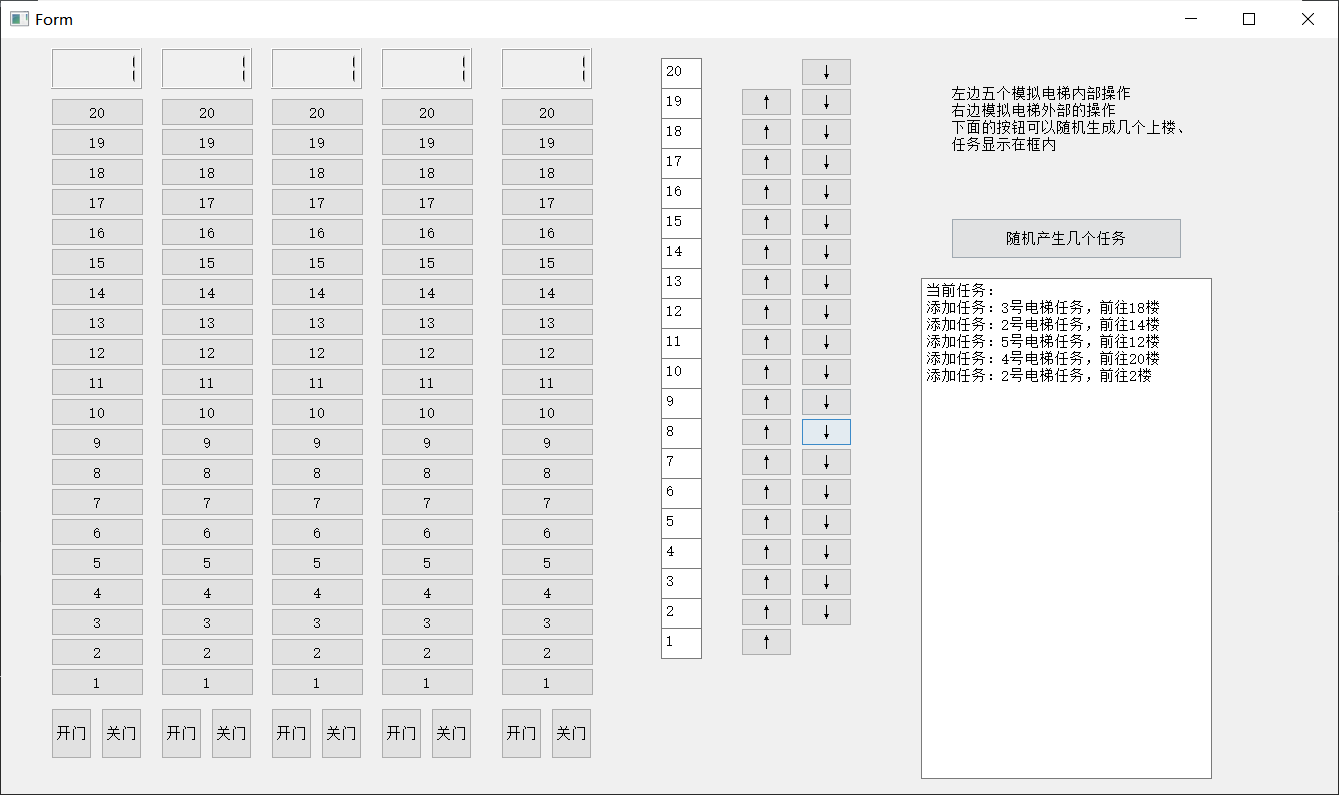 Form
1 1 1 1 1
20 20 20 20 20
19 19 19 19 19
18 18 18 18 18
17 17 17 17 17
16 16 16 16 16
15 15 15 15 15
14 14 14 14 14
13 13 13 13 13
12 12 12 12 12
11 11 11 11 11
10 10 10 10 10
9 9 9 9 9
8 8 8 8 8
7 7 7 7 7
6 6 6 6 6
5 5 5 5 5
4 4 4 4 4
3 3 3 3 3
2 2 2 2 2
1 1 1 1 1
开门 关门 开门 关门 开门 关门 开门 关门 开门 关门
20 ↓
19 ↑ ↓
18 ↑ ↓
17 ↑ ↓
16 ↑ ↓
15 ↑ ↓
14 ↑ ↓
13 ↑ ↓
12 ↑ ↓
11 ↑ ↓
10 ↑ ↓
9 ↑ ↓
8 ↑ ↓
7 ↑ ↓
6 ↑ ↓
5 ↑ ↓
4 ↑ ↓
3 ↑ ↓
2 ↑ ↓
1 ↑
左边五个模拟电梯内部操作
右边模拟电梯外部的操作
下面的按钮可以随机生成几个上楼、
任务显示在框内
随机产生几个任务
当前任务：
添加任务：3号电梯任务，前往18楼
添加任务：2号电梯任务，前往14楼
添加任务：5号电梯任务，前往12楼
添加任务：4号电梯任务，前往20楼
添加任务：2号电梯任务，前往2楼